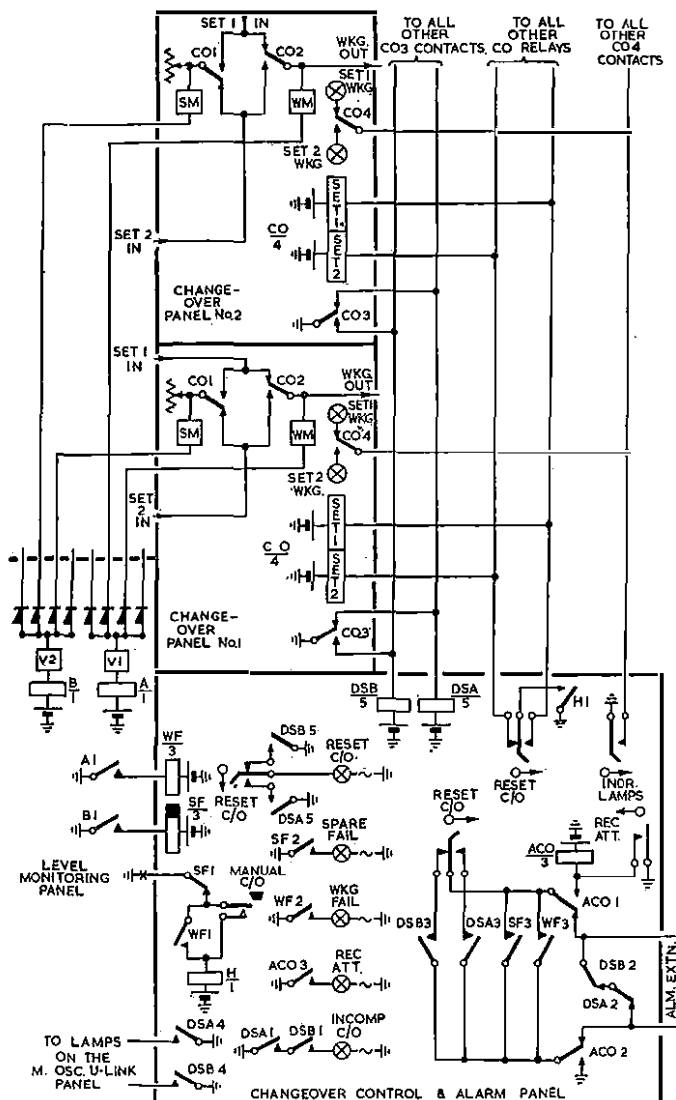 SET 1 IN
TO ALL OTHER CO3 CONTACTS,
TO ALL OTHER CO RELAYS
TO ALL OTHER CO4 CONTACTS
CO1
CO2
WKG. OUT
SET 1 WKG
SM
WM
CO4
SET 2 WKG
SET 1
CO/4
SET 2
SET 2 IN
CHANGE-OVER PANEL No.2
CO3
SET 1 IN
CO1
CO2
WKG OUT
SET 1 WKG.
SM
WM
CO4
SET 2 WKG.
SET 2 IN
SET 1
CO/4
SET 2
CHANGE-OVER PANEL No.1
CO3
V2
V1
B/1
A/1
DSB/5
DSA/5
H1
A1
WF/3
DSB 5
RESET C/O.
RESET C/O
DSA5
B1
SF/3
RESET C/O
RESET C/O
INOR. LAMPS
REC ATT.
ACO/3
SF2
SPARE FAIL
LEVEL MONITORING PANEL
SF1
MANUAL C/O
WF2
WKG FAIL
WF1
H/1
ACO 1
DSB3
DSA3
SF3
WF3
DSB 2
DSA 2
ALM. EXTN.
ACO 3
REC ATT.
TO LAMPS ON THE M. OSC. U-LINK PANEL
DSA4
DSB 4
DSA1
DSB1
INCOMP C/O
ACO 2
CHANGEOVER CONTROL & ALARM PANEL